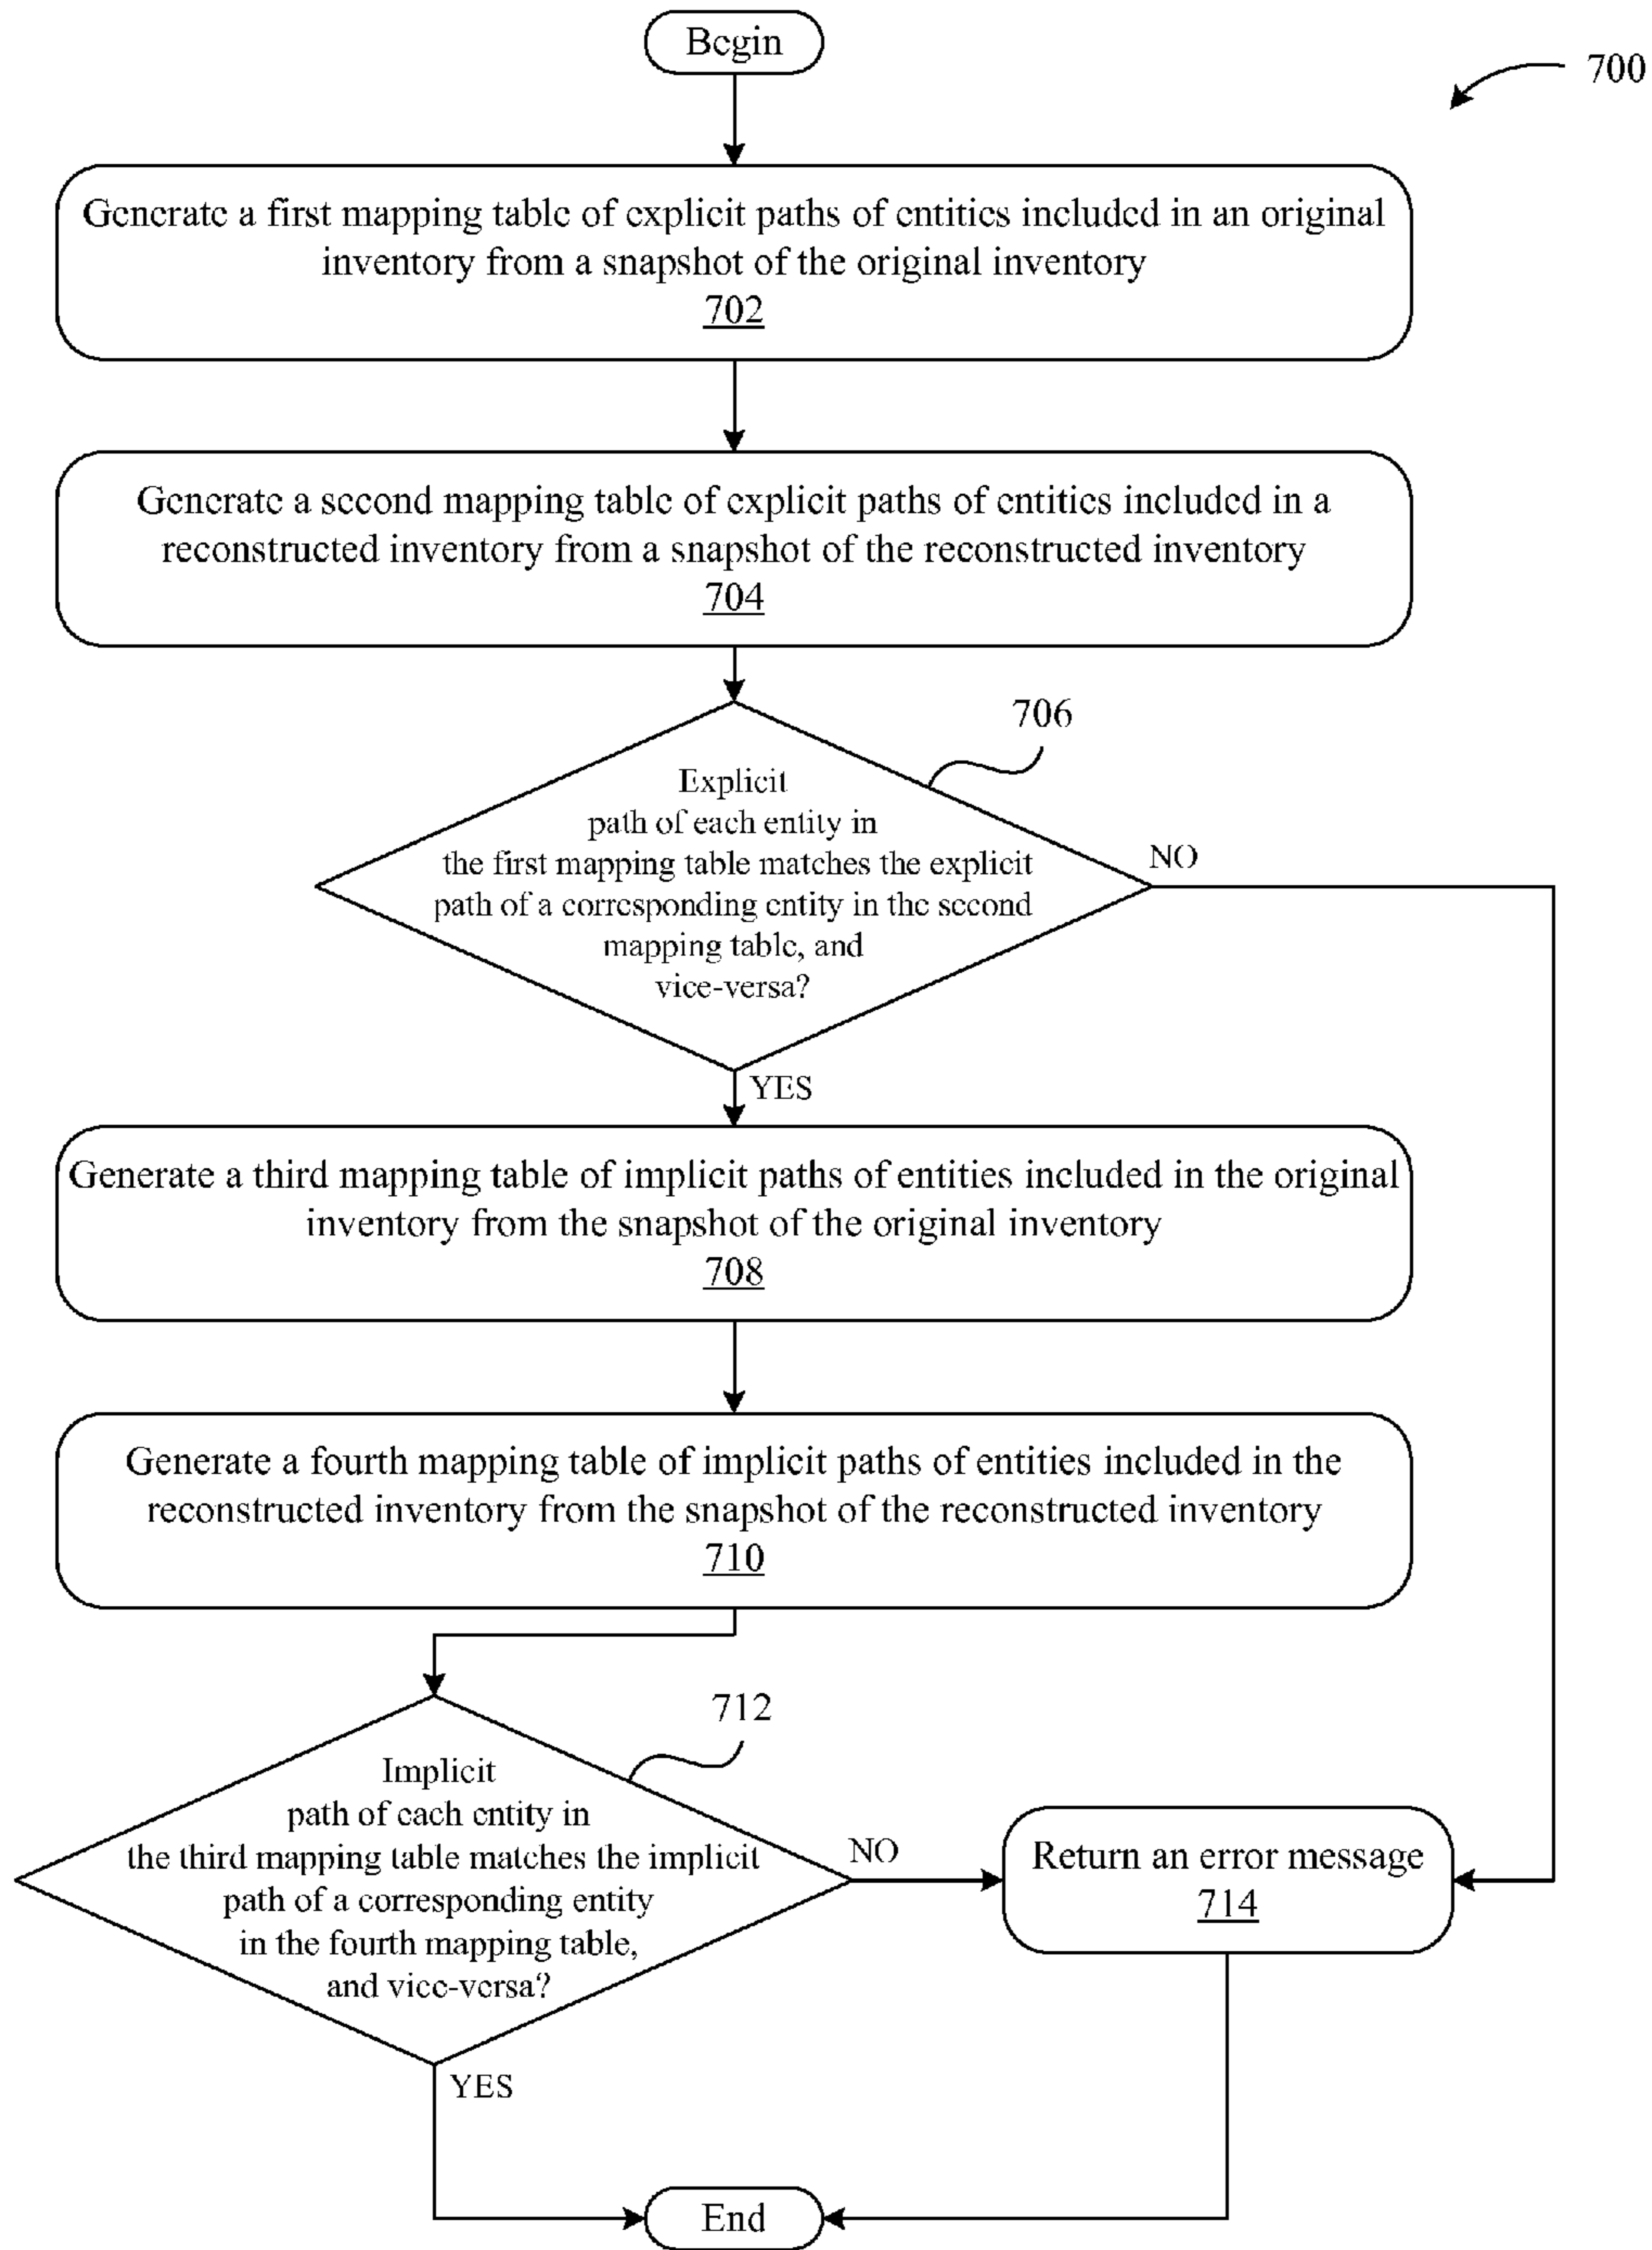 Begin
700
Generate a first mapping table of explicit paths of entities included in an original
inventory from a snapshot of the original inventory
702
Generate a second mapping table of explicit paths of entities included in a
reconstructed inventory from a snapshot of the reconstructed inventory
704
706
Explicit
path of each entity in
the first mapping table matches the explicit
path of a corresponding entity in the second
mapping table, and
vice-versa?
NO
YES
Generate a third mapping table of implicit paths of entities included in the original
inventory from the snapshot of the original inventory
708
Generate a fourth mapping table of implicit paths of entities included in the
reconstructed inventory from the snapshot of the reconstructed inventory
710
712
Implicit
path of each entity in
the third mapping table matches the implicit
path of a corresponding entity
in the fourth mapping table,
and vice-versa?
NO
Return an error message
714
YES
End